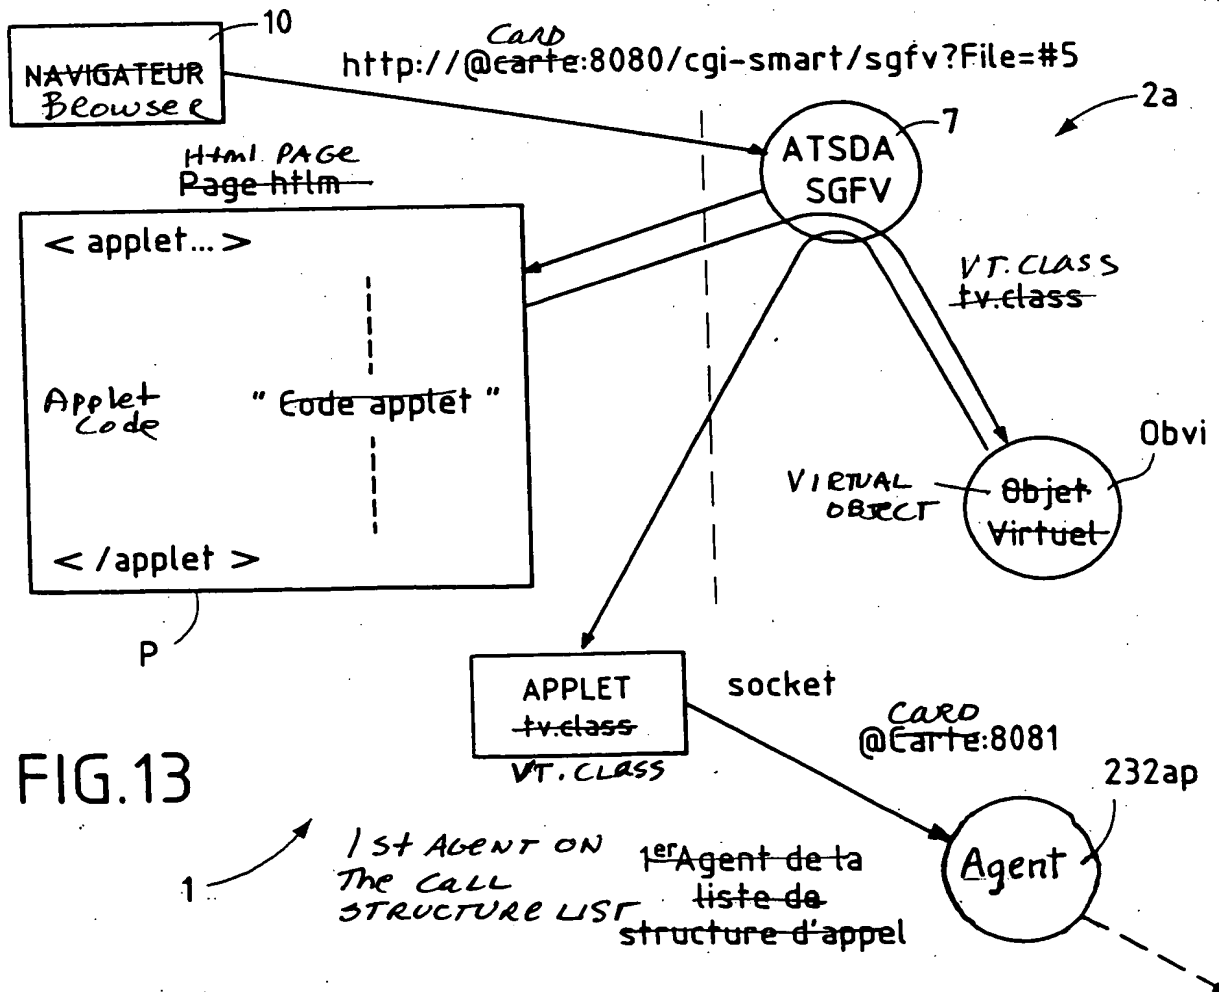 10
NAVIGATEUR
Browser
CARD
http://@carte:8080/cgi-smart/sgfv?File=#5
2a
7
ATSDA
SGFV
Html PAGE
Page htlm
< applet...>
VT.CLASS
tv.class
Applet
Code
" Code applet "
Obvi
VIRTUAL
OBJECT
Objet
Virtuel
< /applet >
P
APPLET
tv.class
VT.CLASS
socket
CARD
@Carte:8081
232ap
FIG.13
Agent
1
1st AGENT ON
The CALL
STRUCTURE LIST
1er Agent de la
liste de
structure d'appel